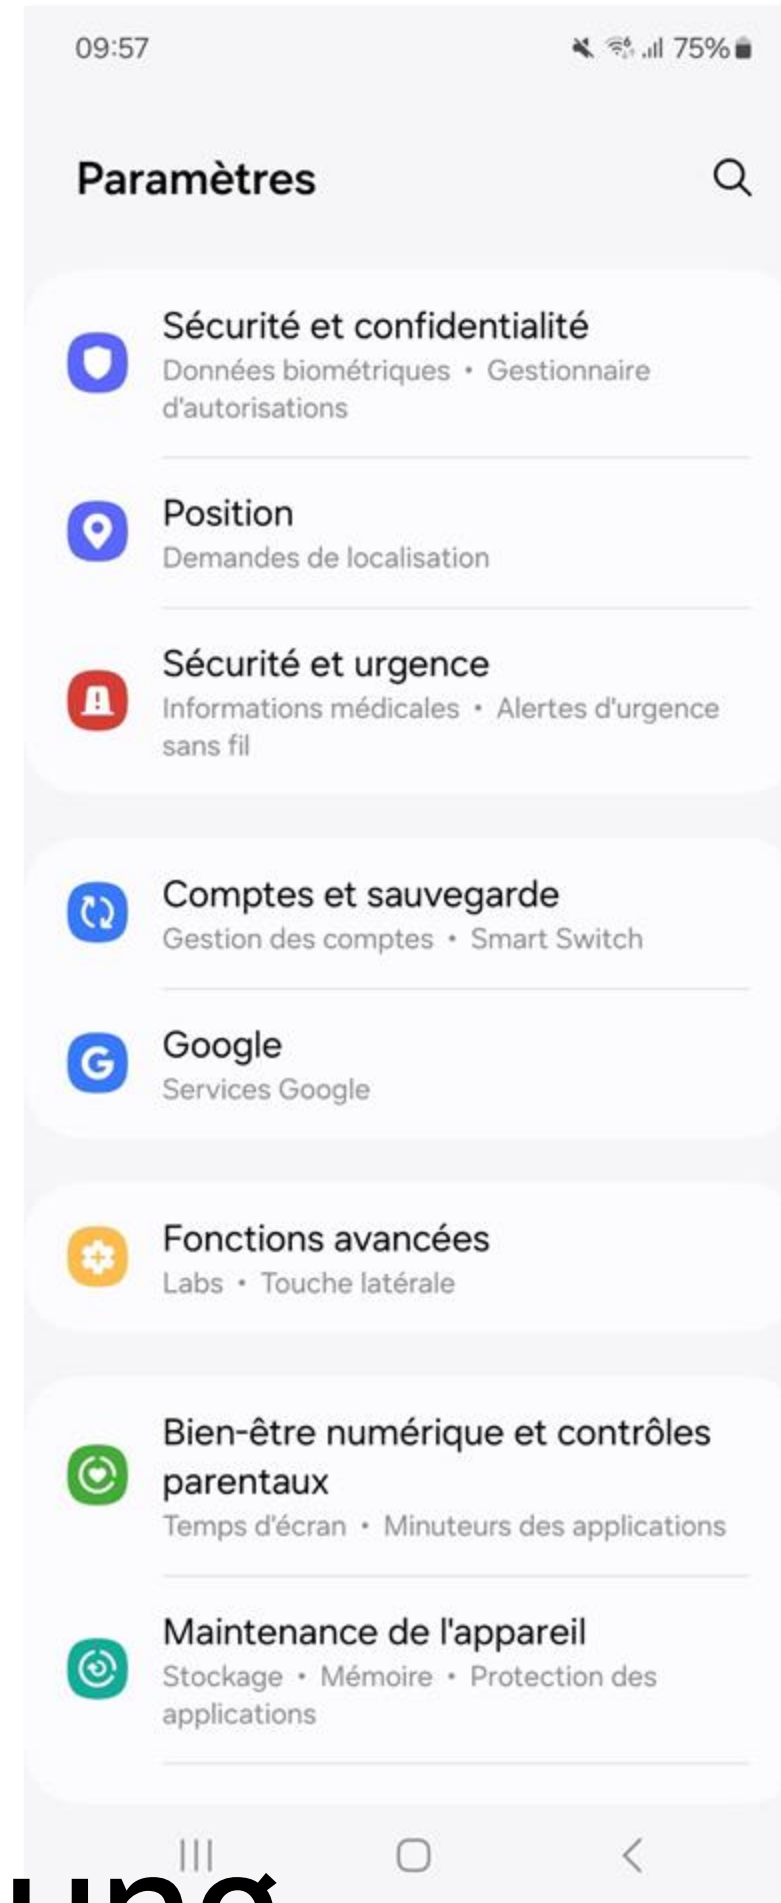 09:57 75%
Paramètres
Sécurité et confidentialité
Données biométriques • Gestionnaire
d'autorisations
Position
Demandes de localisation
Sécurité et urgence
Informations médicales • Alertes d'urgence
sans fil
Comptes et sauvegarde
Gestion des comptes • Smart Switch
Google
Services Google
Fonctions avancées
Labs • Touche latérale
Bien-être numérique et contrôles
parentaux
Temps d'écran • Minuteurs des applications
Maintenance de l'appareil
Stockage • Mémoire • Protection des
applications